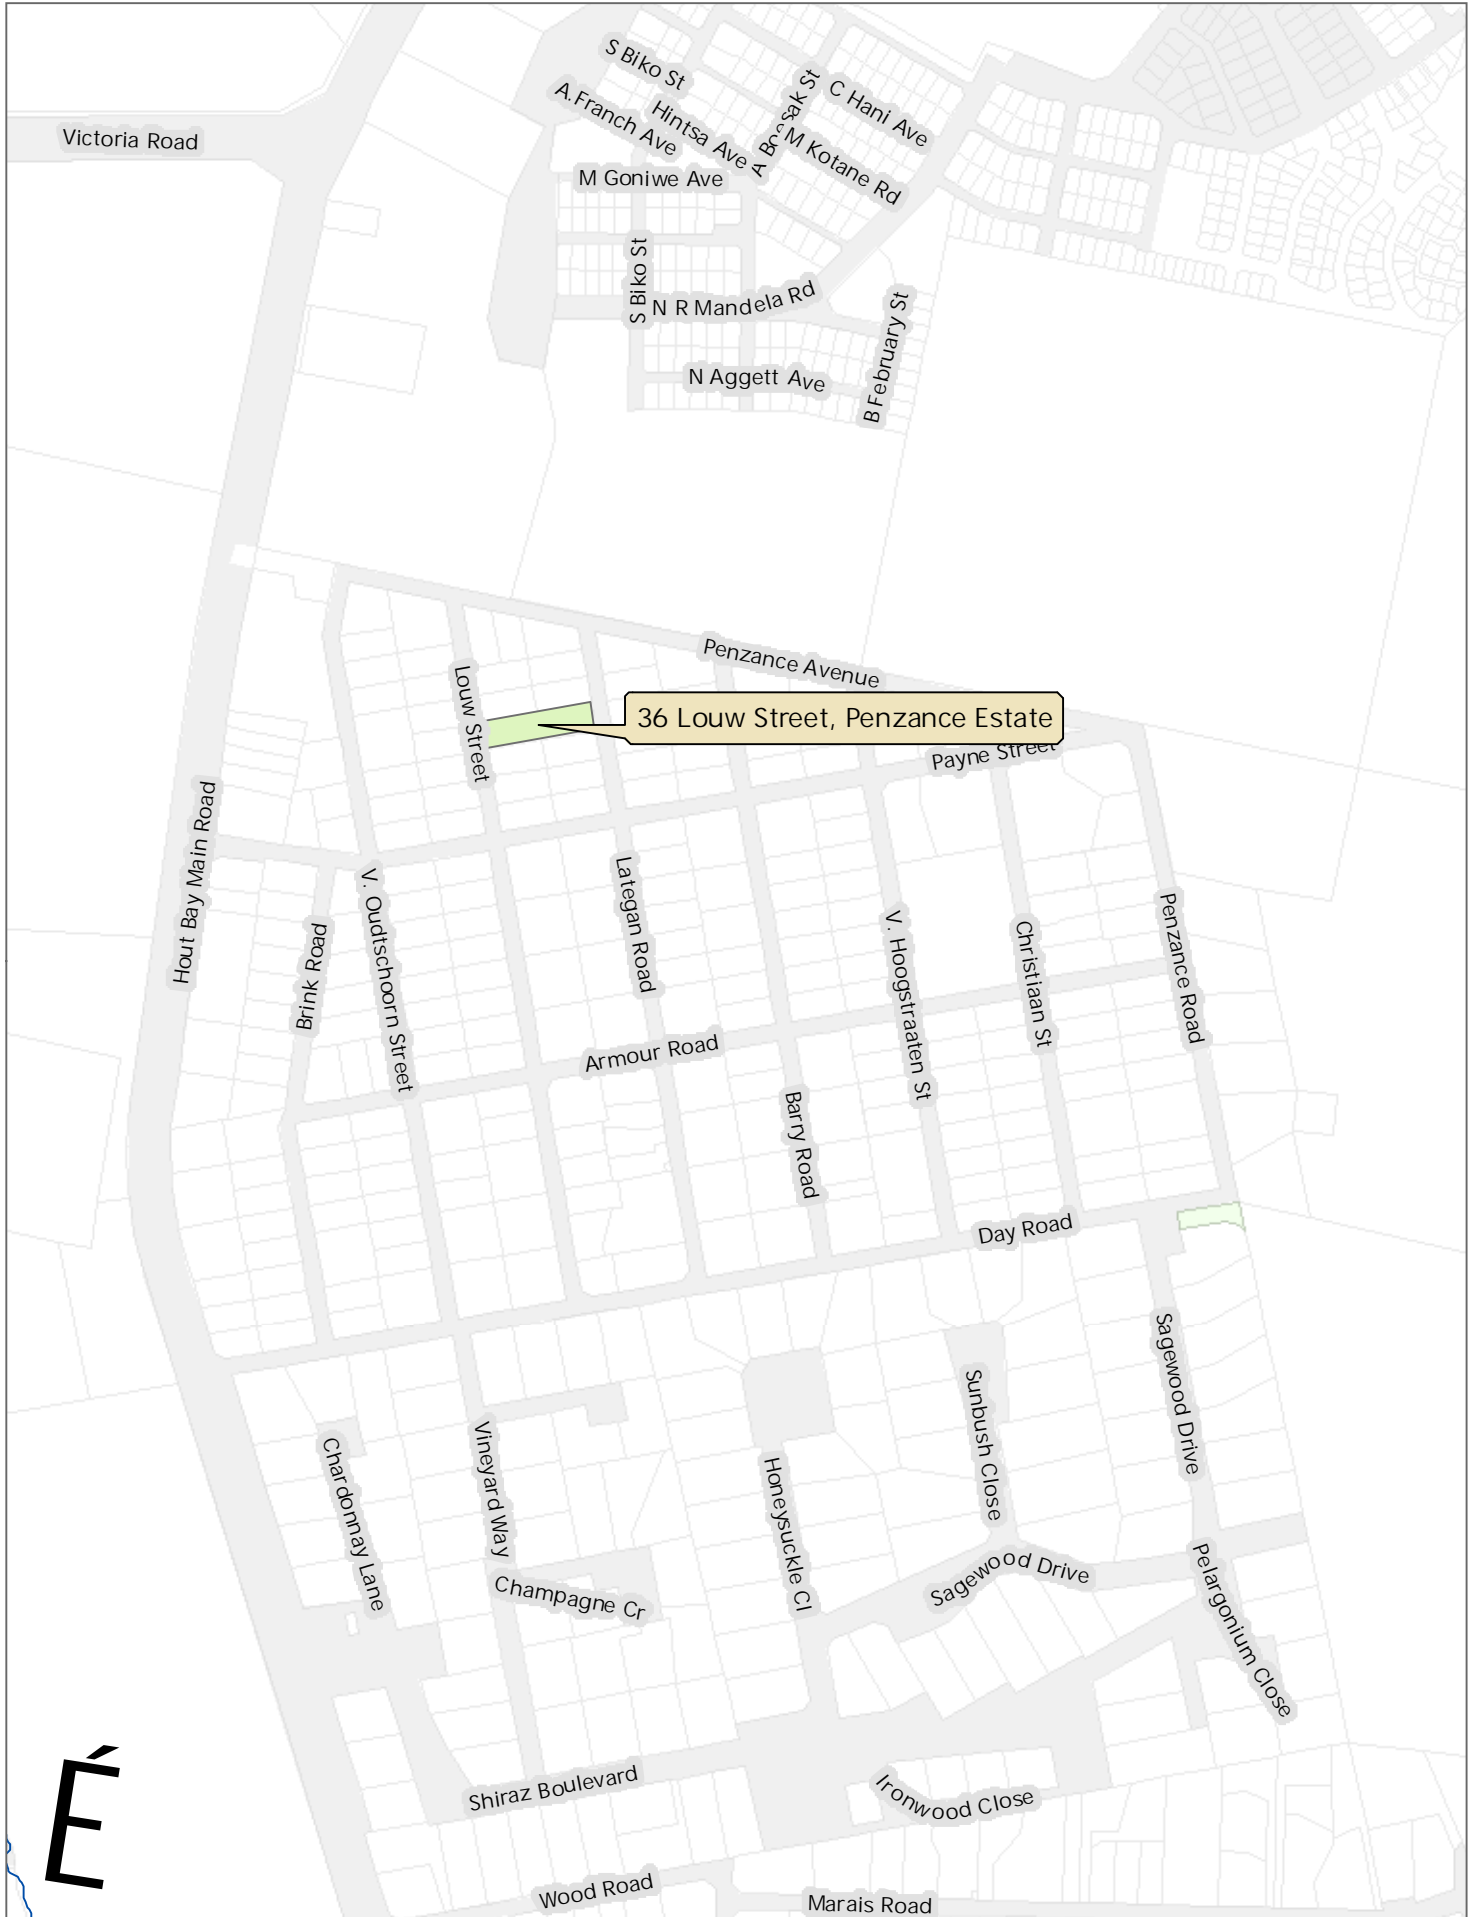 S Biko St
C Hani Ave
A.Franch Ave
Hintsa Ave
Victoria Road
M Kotane Rd
M Goniwe Ave
S Biko St
N R Mandela Rd
B February St
N Aggett Ave
Penzance Avenue
Louw Street
36 Louw Street, Penzance Estate
Payne Street
Hout Bay Main Road
V. Oudtschoorn Street
Lategan Road
Brink Road
V. Hoogstraaten St
Christiaan St
Penzance Road
Armour Road
Barry Road
Day Road
Sagewood Drive
Sunbush Close
Vineyard Way
Chardonnay Lane
Honeysuckle Cl
Sagewood Drive
Pelargonium Close
Champagne Cr
É
Shiraz Boulevard
Ironwood Close
Wood Road
Marais Road